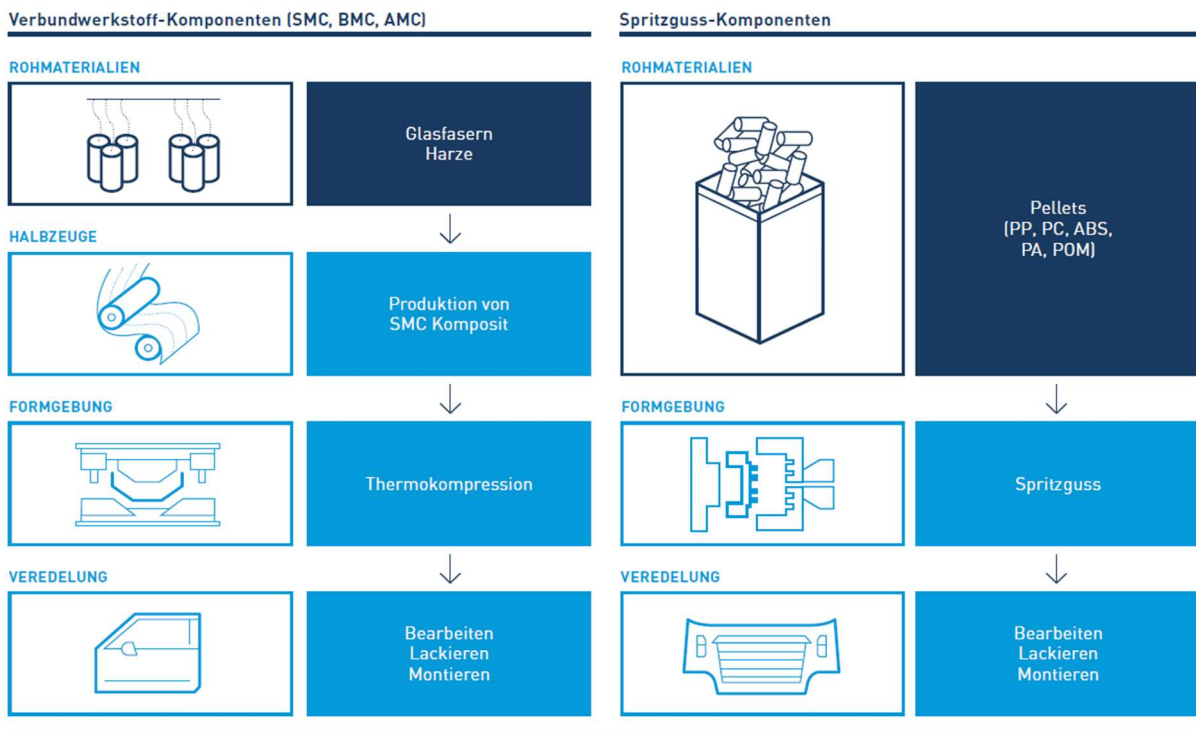 Verbundwerkstoff-Komponenten (SMC, BMC, AMC)
ROHMATERIALIEN
Glasfasern
Harze
HALBZEUGE
Produktion von
SMC Komposit
FORMGEBUNG
Thermokompression
VEREDELUNG
Bearbeiten
Lackieren
Montieren
Spritzguss-Komponenten
ROHMATERIALIEN
Pellets
(PP, PC, ABS,
PA, POM)
FORMGEBUNG
Spritzguss
VEREDELUNG
Bearbeiten
Lackieren
Montieren